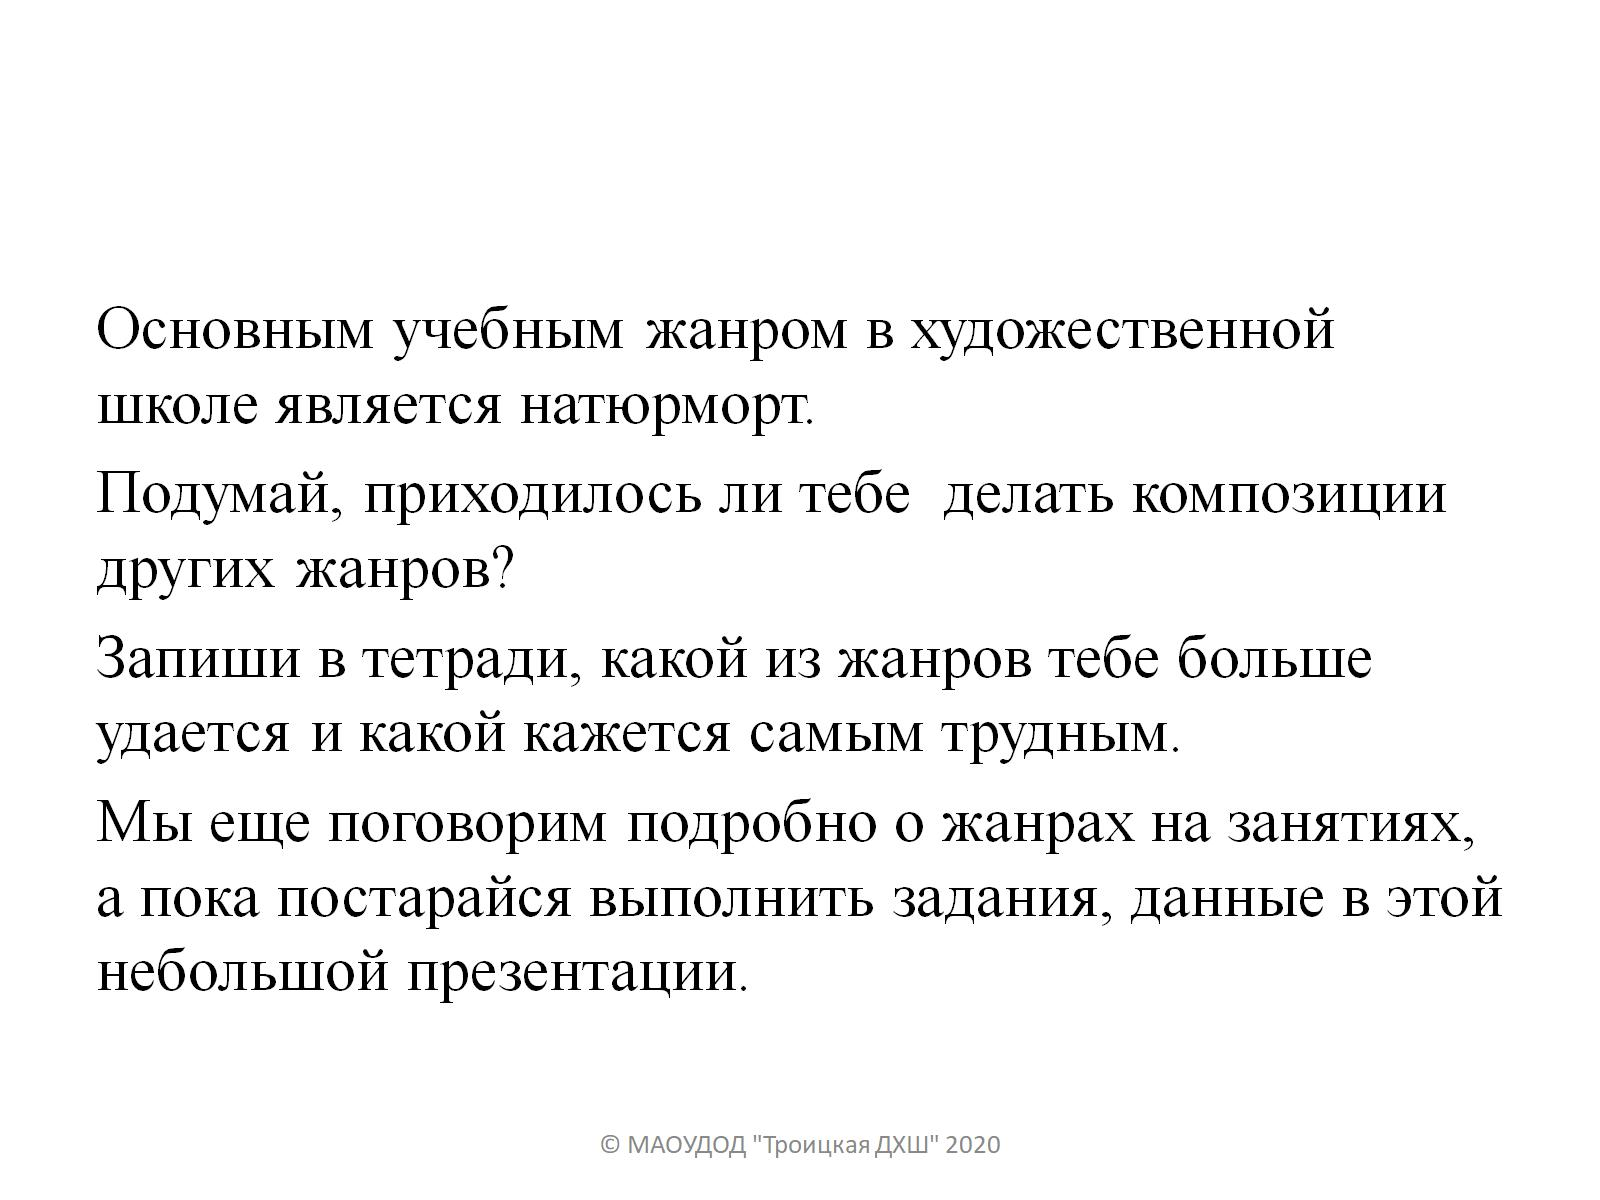 Основным учебным жанром в художественной
школе является натюрморт.
Подумай, приходилось ли тебе  делать композиции
других жанров?
Запиши в тетради, какой из жанров тебе больше
удается и какой кажется самым трудным.
Мы еще поговорим подробно о жанрах на занятиях,
а пока постарайся выполнить задания, данные в этой
небольшой презентации.
© МАОУДОД "Троицкая ДХШ" 2020